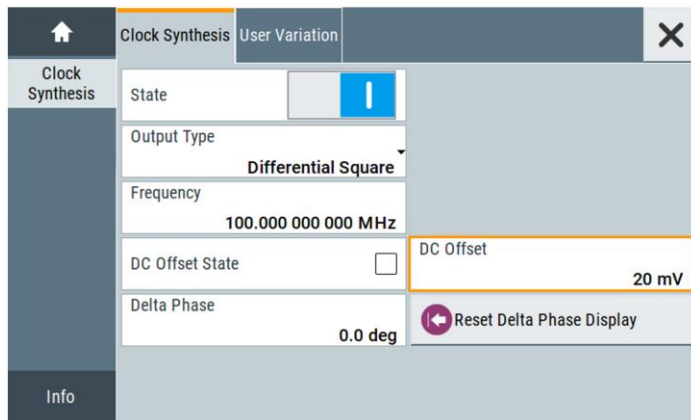 Clock Synthesis
User Variation
Clock
Synthesis
State
Output Type
Differential Square
Frequency
100.000 000 000 MHz
DC Offset State
DC Offset
20 mV
Delta Phase
0.0 deg
Reset Delta Phase Display
Info